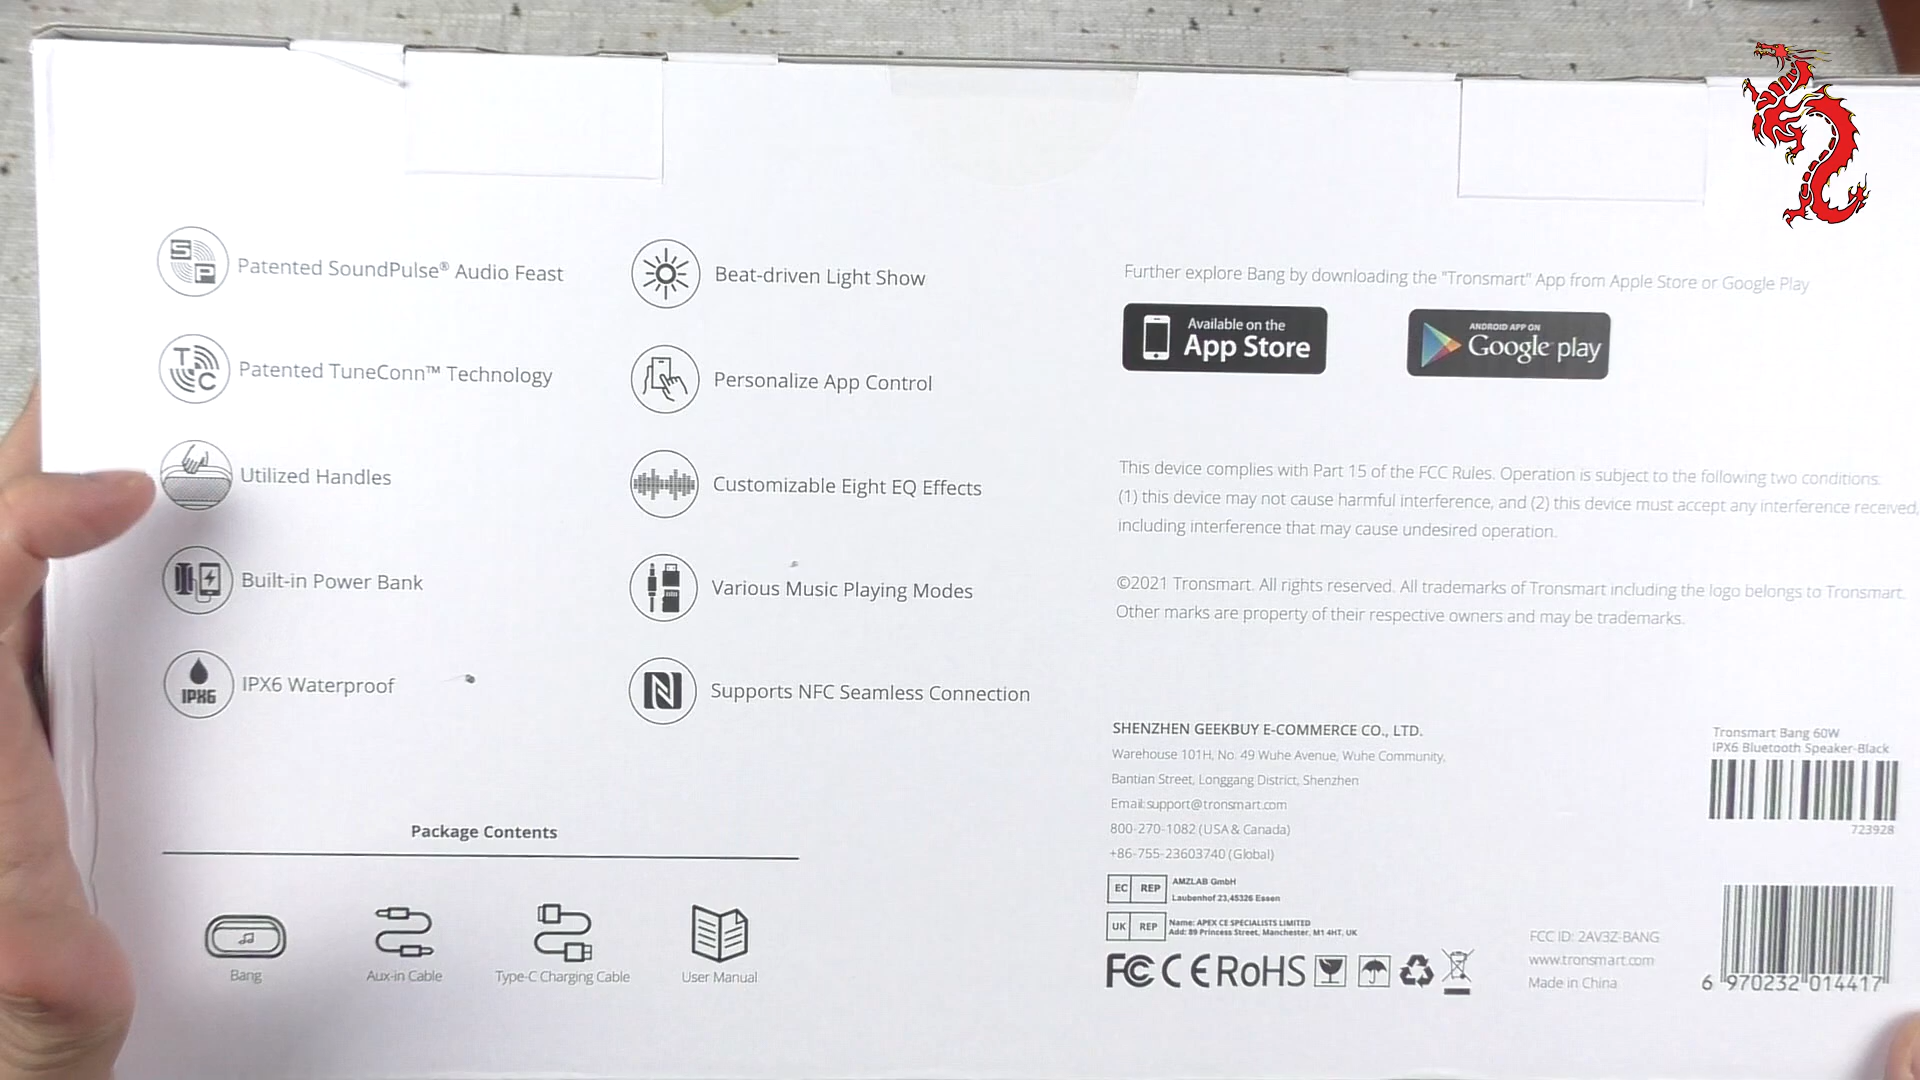 Patented SoundPulse® Audio Feast
Patented TuneConn™ Technology
Utilized Handles
Built-in Power Bank
IPX6
IPX6 Waterproof
Beat-driven Light Show
Personalize App Control
Customizable Eight EQ Effects
Various Music Playing Modes
Supports NFC Seamless Connection
Package Contents
Bang
Aux-in Cable
Type-C Charging Cable
User Manual
Further explore Bang by downloading the "Tronsmart" App from Apple Store or Google Play
Available on the
App Store
ANDROID APP ON
Google play
This device complies with Part 15 of the FCC Rules. Operation is subject to the following two conditions:
(1) this device may not cause harmful interference, and (2) this device must accept any interference received,
including interference that may cause undesired operation.
©2021 Tronsmart. All rights reserved. All trademarks of Tronsmart including the logo belongs to Tronsmart.
Other marks are property of their respective owners and may be trademarks.
SHENZHEN GEEKBUY E-COMMERCE CO., LTD.
Warehouse 101H, No. 49 Wuhe Avenue, Wuhe Community,
Bantian Street, Longgang District, Shenzhen
Email:support@tronsmart.com
800-270-1082 (USA & Canada)
+86-755-23603740 (Global)
EC REP
AMZLAB GmbH
Laubenhof 23,45326 Essen
UK REP
Name: APEX CE SPECIALISTS LIMITED
Add: 89 Princess Street, Manchester, M1 4HT, UK
FC CE RoHS
FCC ID: 2AV3Z-BANG
www.tronsmart.com
Made in China
Tronsmart Bang 60W
IPX6 Bluetooth Speaker-Black
723928
6 970232 014417